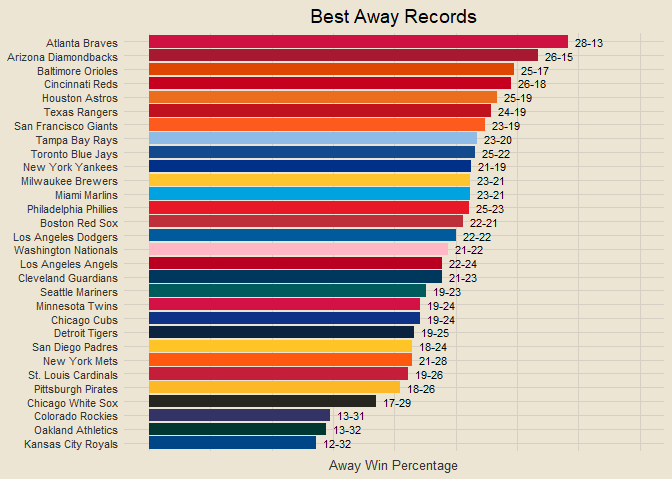 Best Away Records
Atlanta Braves 28-13
Arizona Diamondbacks 26-15
Baltimore Orioles 25-17
Cincinnati Reds 26-18
Houston Astros 25-19
Texas Rangers 24-19
San Francisco Giants 23-19
Tampa Bay Rays 23-20
Toronto Blue Jays 25-22
New York Yankees 21-19
Milwaukee Brewers 23-21
Miami Marlins 23-21
Philadelphia Phillies 25-23
Boston Red Sox 22-21
Los Angeles Dodgers 22-22
Washington Nationals 21-22
Los Angeles Angels 22-24
Cleveland Guardians 21-23
Seattle Mariners 19-23
Minnesota Twins 19-24
Chicago Cubs 19-24
Detroit Tigers 19-25
San Diego Padres 18-24
New York Mets 21-28
St. Louis Cardinals 19-26
Pittsburgh Pirates 18-26
Chicago White Sox 17-29
Colorado Rockies 13-31
Oakland Athletics 13-32
Kansas City Royals 12-32
Away Win Percentage